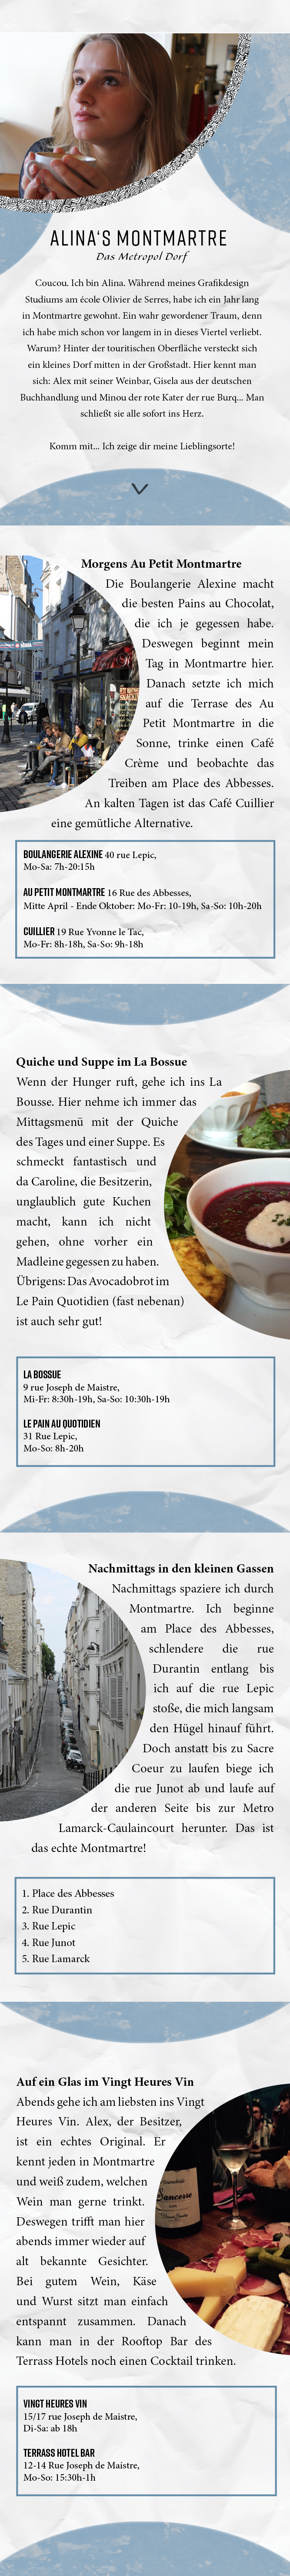 ALINA'S MONTMARTRE
Das Metropol Dorf
Coucou. Ich bin Alina. Während meines Grafikdesign
Studiums am école Olivier de Serres, habe ich ein Jahr lang
in Montmartre gewohnt. Ein wahr gewordener Traum, denn
ich habe mich schon vor langem in in dieses Viertel verliebt.
Warum? Hinter der touritischen Oberfläche versteckt sich
ein kleines Dorf mitten in der Großstadt. Hier kennt man
sich: Alex mit seiner Weinbar, Gisela aus der deutschen
Buchhandlung und Minou der rote Kater der rue Burq... Man
schließt sie alle sofort ins Herz.
Komm mit... Ich zeige dir meine Lieblingsorte!
Morgens Au Petit Montmartre
Die Boulangerie Alexine macht
die besten Pains au Chocolat,
die ich je gegessen habe.
Deswegen beginnt mein
Tag in Montmartre hier.
Danach setzte ich mich
auf die Terrasse des Au
Petit Montmartre in die
Sonne, trinke einen Café
Crème und beobachte das
Treiben am Place des Abbesses.
An kalten Tagen ist das Café Cuillier
eine gemütliche Alternative.
BOULANGERIE ALEXINE 40 rue Lepic,
Mo-Sa: 7h-20:15h
AU PETIT MONTMARTRE 16 Rue des Abbesses,
Mitte April - Ende Oktober: Mo-Fr: 10-19h, Sa-So: 10h-20h
CUILLIER 19 Rue Yvonne le Tac,
Mo-Fr: 8h-18h, Sa-So: 9h-18h
Quiche und Suppe im La Bossue
Wenn der Hunger ruft, gehe ich ins La
Bousse. Hier nehme ich immer das
Mittagsmenü mit der Quiche
des Tages und einer Suppe. Es
schmeckt fantastisch und
da Caroline, die Besitzerin,
unglaublich gute Kuchen
macht, kann ich nicht
gehen, ohne vorher ein
Madleine gegessen zu haben.
Übrigens: Das Avocadobrot im
Le Pain Quotidien (fast nebenan)
ist auch sehr gut!
LA BOSSUE
9 rue Joseph de Maistre,
Mi-Fr: 8:30h-19h, Sa-So: 10:30h-19h
LE PAIN AU QUOTIDIEN
31 Rue Lepic,
Mo-So: 8h-20h
Nachmittags in den kleinen Gassen
Nachmittags spaziere ich durch
Montmartre. Ich beginne
am Place des Abbesses,
schlendere die rue
Durantin entlang bis
ich auf die rue Lepic
stoße, die mich langsam
den Hügel hinauf führt.
Doch anstatt bis zu Sacre
Coeur zu laufen biege ich
die rue Junot ab und laufe auf
der anderen Seite bis zur Metro
Lamarck-Caulaincourt herunter. Das ist
das echte Montmartre!
1. Place des Abbesses
2. Rue Durantin
3. Rue Lepic
4. Rue Junot
5. Rue Lamarck
Auf ein Glas im Vingt Heures Vin
Abends gehe ich am liebsten ins Vingt
Heures Vin. Alex, der Besitzer,
ist ein echtes Original. Er
kennt jeden in Montmartre
und weiß zudem, welchen
Wein man gerne trinkt.
Deswegen trifft man hier
abends immer wieder auf
alt bekannte Gesichter.
Bei gutem Wein, Käse
und Wurst sitzt man einfach
entspannt zusammen. Danach
kann man in der Rooftop Bar des
Terrass Hotels noch einen Cocktail trinken.
Sancerre
VINGT HEURES VIN
15/17 rue Joseph de Maistre,
Di-Sa: ab 18h
TERRASS HOTEL BAR
12-14 Rue Joseph de Maistre,
Mo-So: 15:30h-1h